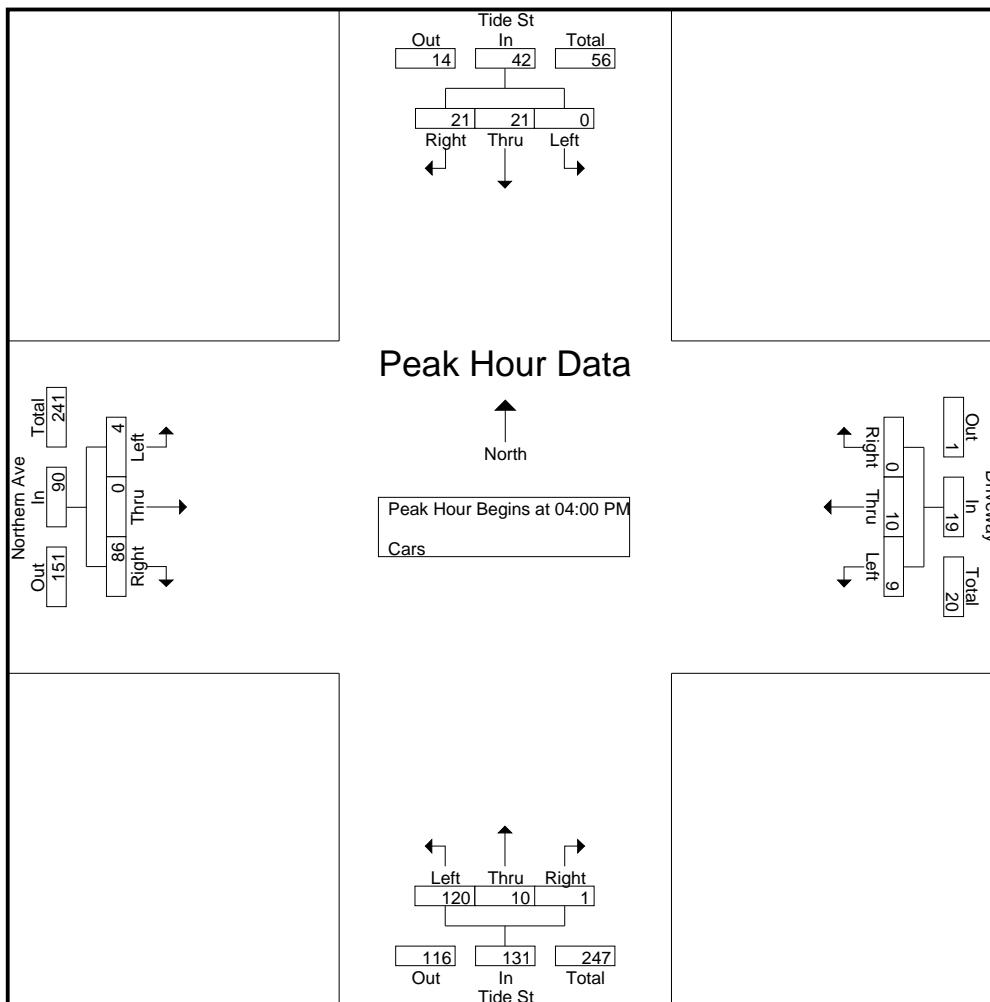 Tide St
Out In Total
14 42 56
21 21 0
Right Thru Left
Peak Hour Data
North
Peak Hour Begins at 04:00 PM
Cars
Northern Ave
Out In Total
151 90 241
4 0 86
Left Thru Right
Out In Total
1 19 20
0 10 9
Right Thru Left
Left Thru Right
120 10 1
116 131 247
Out In Total
Tide St